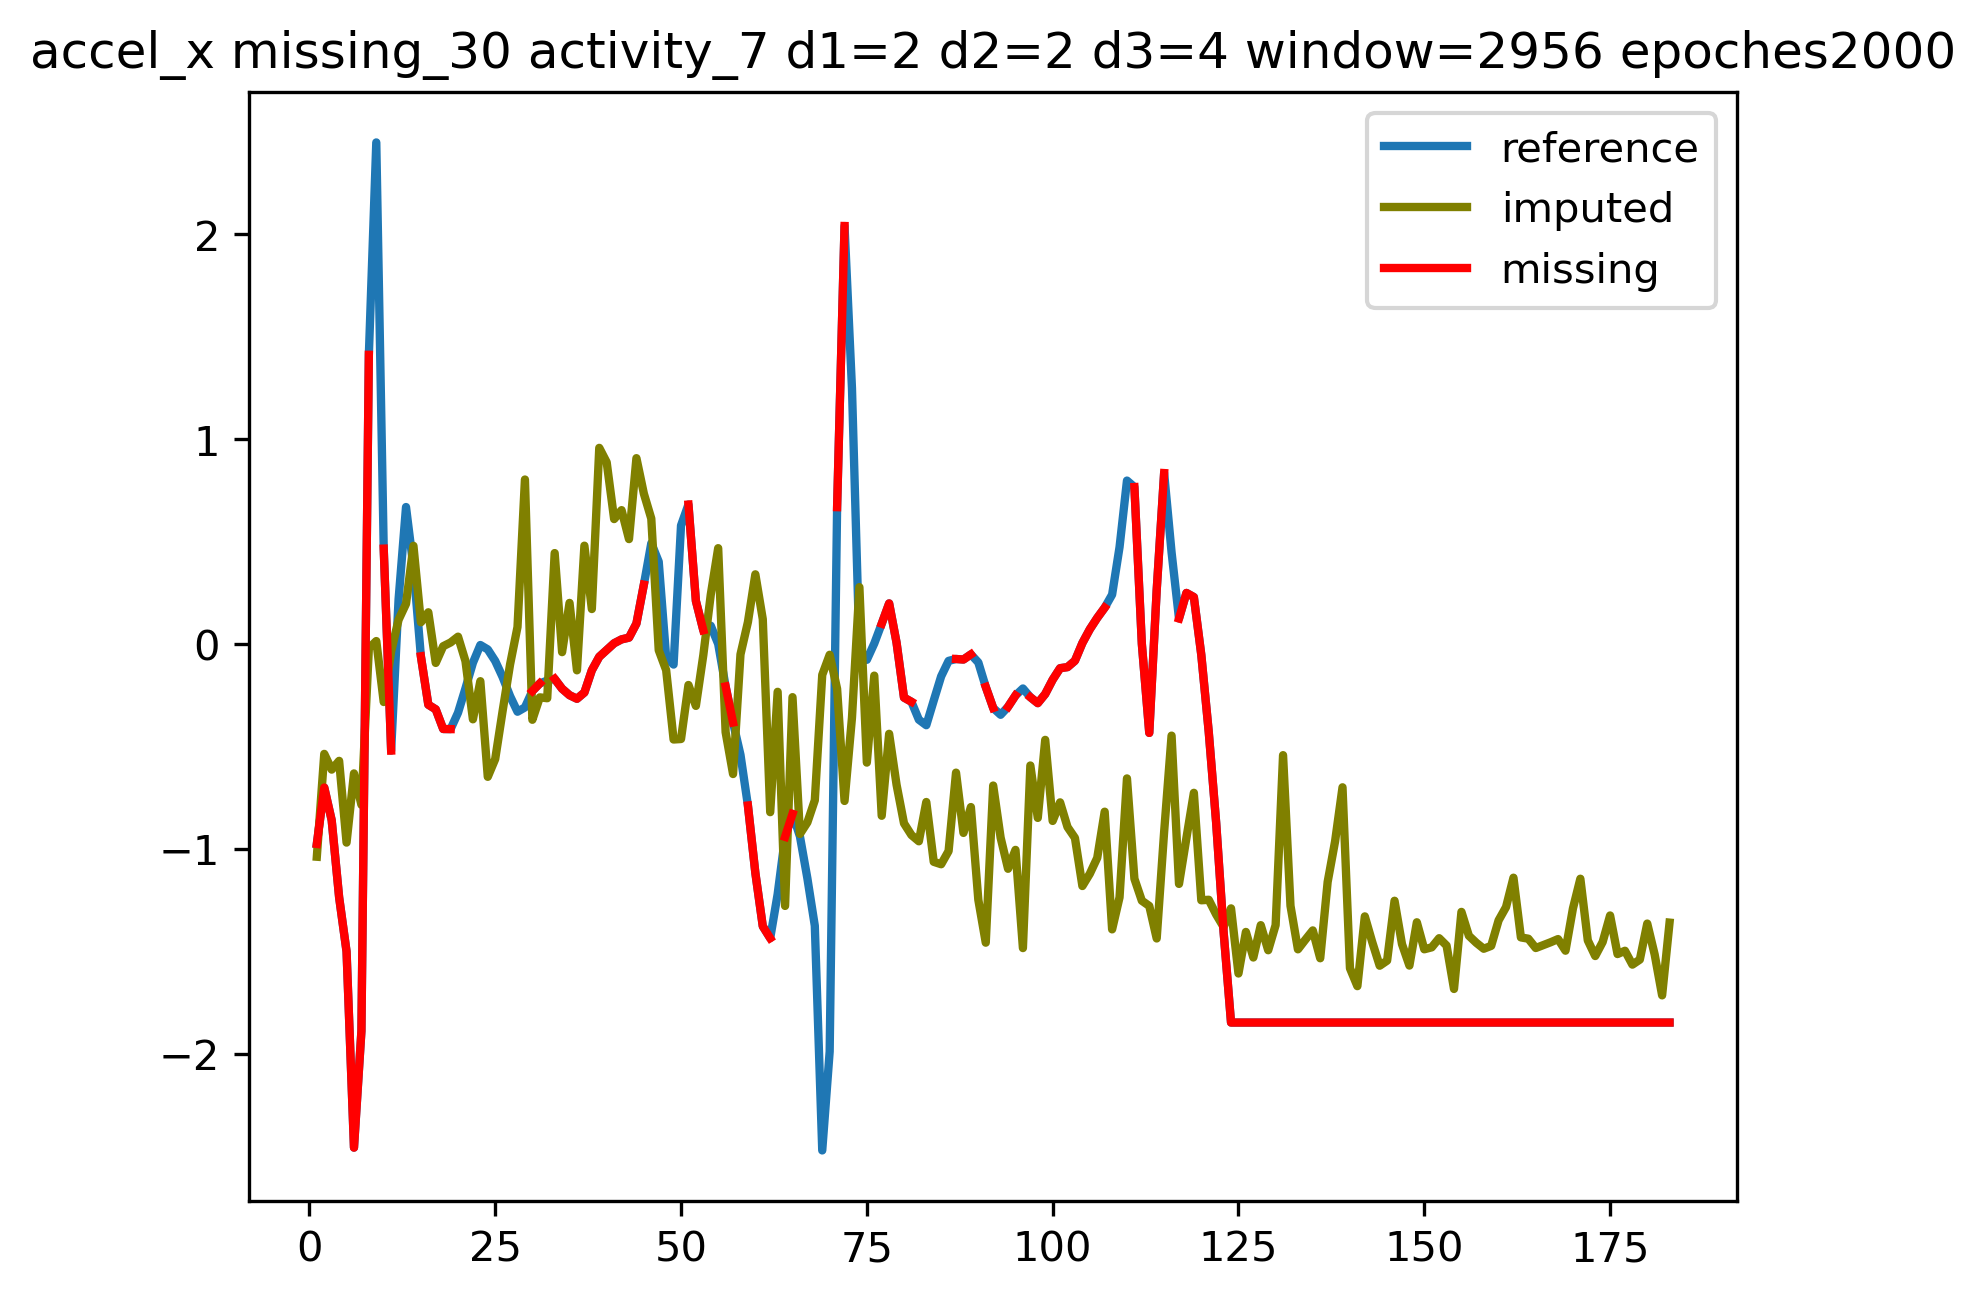 accel_x missing_30 activity_7 d1=2 d2=2 d3=4 window=2956 epoches2000
reference
imputed
missing
2
1
0
−1
−2
0 25 50 75 100 125 150 175